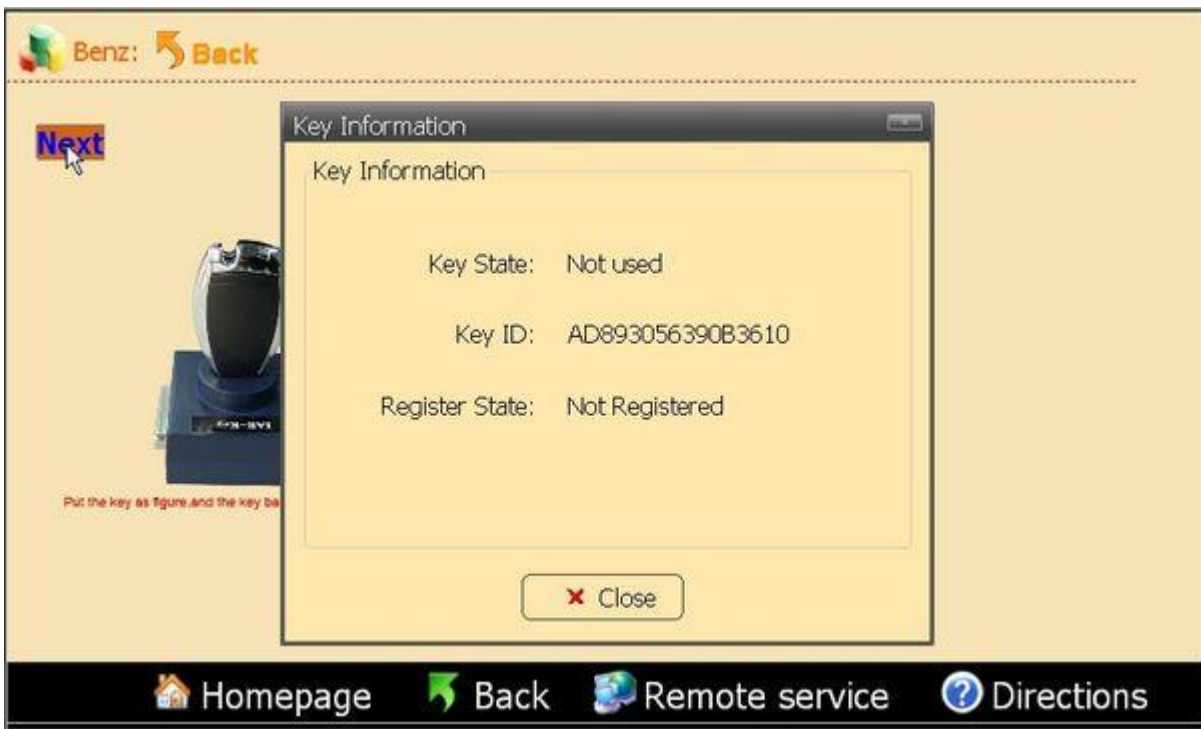 Benz: Back
Next
Key Information
Key Information
Key State: Not used
Key ID: AD893056390B3610
Register State: Not Registered
Put the key as figure,and the key ba
Close
Homepage Back Remote service Directions